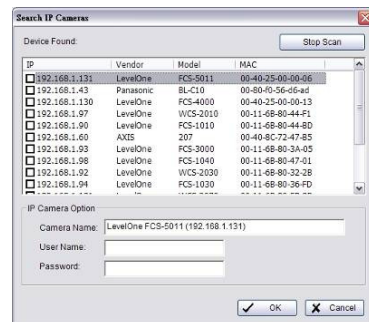 Search IP Cameras
Device Found:
Stop Scan
IP Vendor Model MAC
192.168.1.131 LevelOne FCS-5011 00-40-25-00-00-06
192.168.1.43 Panasonic BL-C10 00-80-f0-56-d6-ad
192.168.1.130 LevelOne FCS-4000 00-40-25-00-00-13
192.168.1.97 LevelOne WCS-2010 00-11-6B-80-44-F1
192.168.1.90 LevelOne FCS-1010 00-11-6B-80-44-8D
192.168.1.60 AXIS 207 00-40-8C-72-47-B5
192.168.1.93 LevelOne FCS-3000 00-11-6B-80-3A-05
192.168.1.98 LevelOne FCS-1040 00-11-6B-80-47-01
192.168.1.92 LevelOne WCS-2030 00-11-6B-80-32-2B
192.168.1.94 LevelOne FCS-1030 00-11-6B-80-36-FD
IP Camera Option
Camera Name: LevelOne FCS-5011 (192.168.1.131)
User Name:
Password:
OK
Cancel